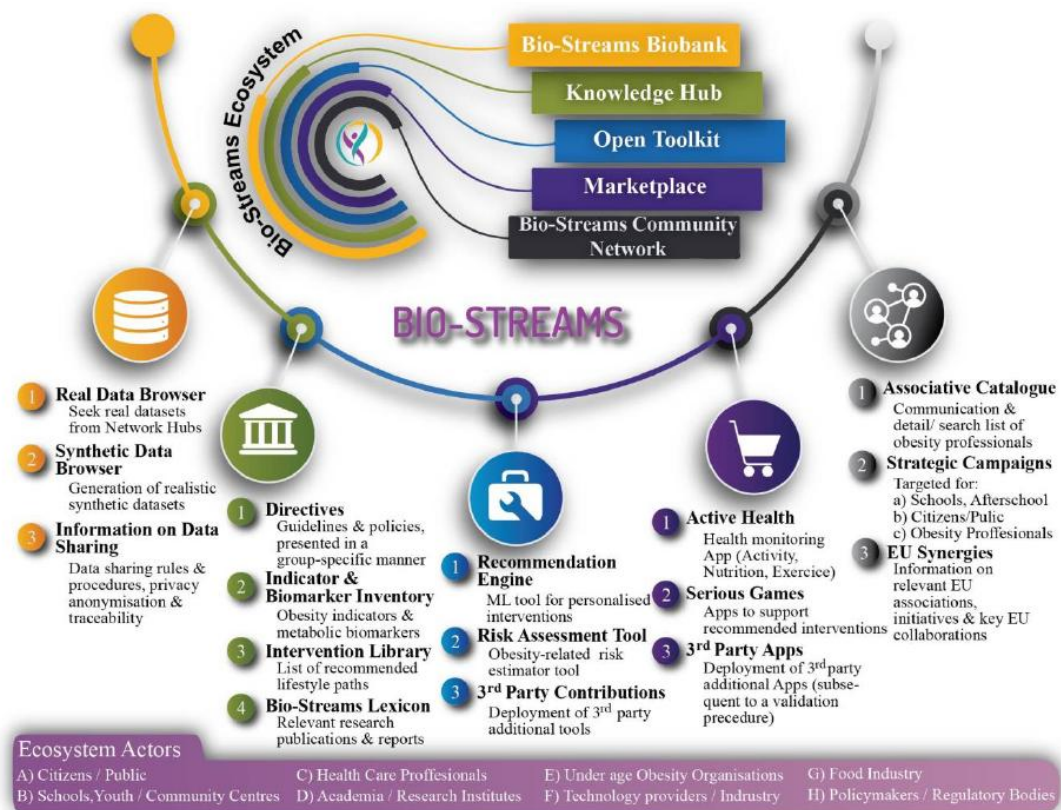 Bio-Streams Ecosystem
Bio-Streams Biobank
Knowledge Hub
Open Toolkit
Marketplace
Bio-Streams Community
Network
BIO-STREAMS
1 Real Data Browser
Seek real datasets
from Network Hubs
2 Synthetic Data
Browser
Generation of realistic
synthetic datasets
3 Information on Data
Sharing
Data sharing rules &
procedures, privacy
anonymisation &
traceability
1 Directives
Guidelines & policies,
presented in a
group-specific manner
2 Indicator &
Biomarker Inventory
Obesity indicators &
metabolic biomarkers
3 Intervention Library
List of recommended
lifestyle paths
4 Bio-Streams Lexicon
Relevant research
publications & reports
1 Recommendation
Engine
ML tool for personalised
interventions
2 Risk Assessment Tool
Obesity-related risk
estimator tool
3 3rd Party Contributions
Deployment of 3rd party
additional tools
1 Active Health
Health monitoring
App (Activity,
Nutrition, Exercice)
2 Serious Games
Apps to support
recommended interventions
3 3rd Party Apps
Deployment of 3rd party
additional Apps (subse-
quent to a validation
precedure)
1 Associative Catalogue
Communication &
detail/ search list of
obesity professionals
2 Strategic Campaigns
Targeted for:
a) Schools, Afterschool
b) Citizens/Pulic
c) Obesity Proffesionals
3 EU Synergies
Information on
relevant EU
associations,
initiatives & key EU
collaborations
Ecosystem Actors
A) Citizens / Public
B) Schools,Youth / Community Centres
C) Health Care Proffesionals
D) Academia / Research Institutes
E) Under age Obesity Organisations
F) Technology providers / Indrustry
G) Food Industry
H) Policymakers / Regulatory Bodies